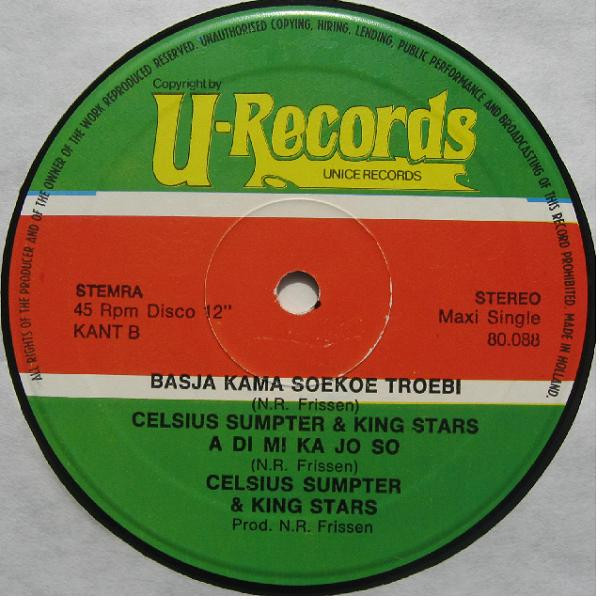 ALL RIGHTS OF THE PRODUCER AND OF THE OWNER OF THE WORK REPRODUCED RESERVED. UNAUTHORISED COPYING, HIRING, LENDING, PUBLIC PERFORMANCE AND BROADCASTING OF THIS RECORD PROHIBITED. MADE IN HOLLAND.
Copyright by
U-Records
UNICE RECORDS
STEMRA
45 Rpm Disco 12"
KANT B
STEREO
Maxi Single
80.088
BASJA KAMA SOEKOE TROEBI
(N.R. Frissen)
CELSIUS SUMPTER & KING STARS
A DI MI KA JO SO
(N.R. Frissen)
CELSIUS SUMPTER
& KING STARS
Prod. N.R. Frissen